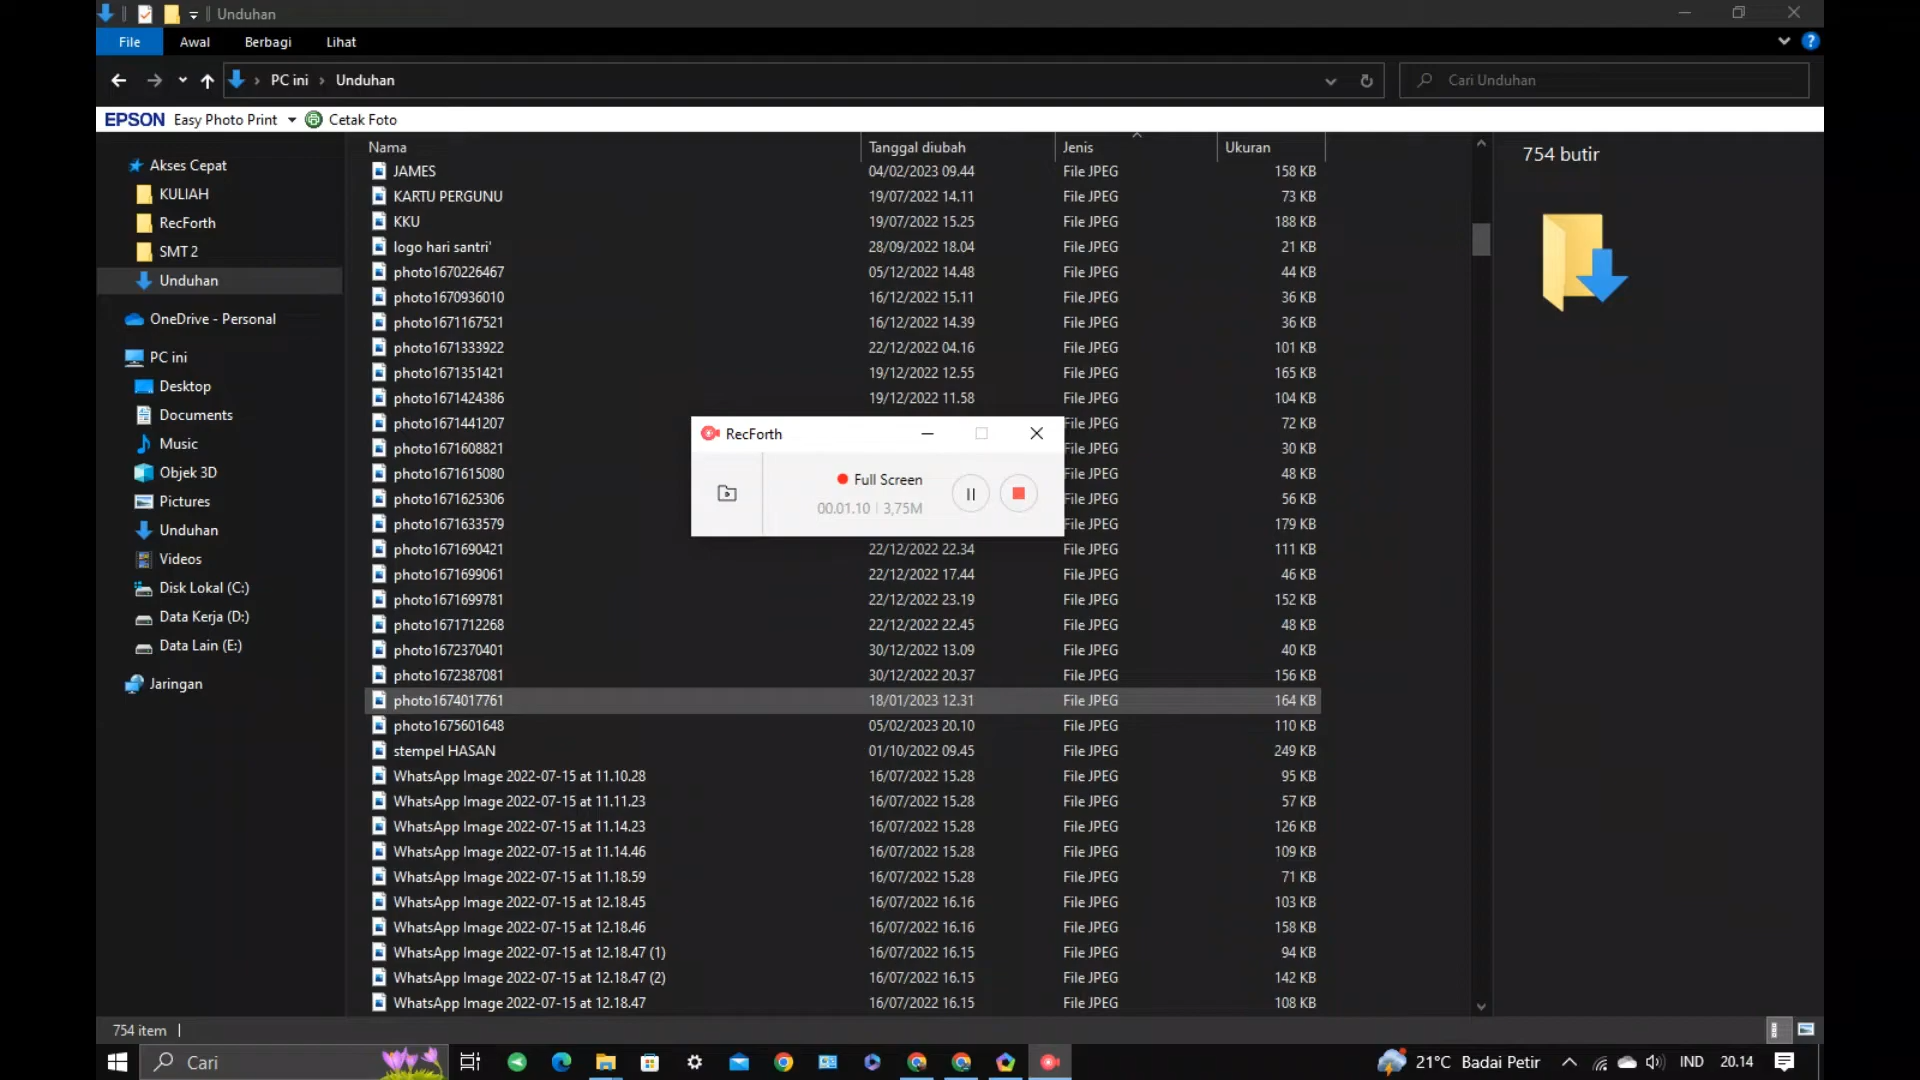 Unduhan
File Awal Berbagi Lihat
PC ini Unduhan Cari Unduhan
EPSON Easy Photo Print Cetak Foto
Akses Cepat
KULIAH
RecForth
SMT 2
Unduhan
OneDrive - Personal
PC ini
Desktop
Documents
Music
Objek 3D
Pictures
Unduhan
Videos
Disk Lokal (C:)
Data Kerja (D:)
Data Lain (E:)
Jaringan
Nama Tanggal diubah Jenis Ukuran
JAMES 04/02/2023 09.44 File JPEG 158 KB
KARTU PERGUNU 19/07/2022 14.11 File JPEG 73 KB
KKU 19/07/2022 15.25 File JPEG 188 KB
logo hari santri' 28/09/2022 18.04 File JPEG 21 KB
photo1670226467 05/12/2022 14.48 File JPEG 44 KB
photo1670936010 16/12/2022 15.11 File JPEG 36 KB
photo1671167521 16/12/2022 14.39 File JPEG 36 KB
photo1671333922 22/12/2022 04.16 File JPEG 101 KB
photo1671351421 19/12/2022 12.55 File JPEG 165 KB
photo1671424386 19/12/2022 11.58 File JPEG 104 KB
photo1671441207 File JPEG 72 KB
photo1671608821 File JPEG 30 KB
photo1671615080 File JPEG 48 KB
photo1671625306 File JPEG 56 KB
photo1671633579 File JPEG 179 KB
photo1671690421 22/12/2022 22.34 File JPEG 111 KB
photo1671699061 22/12/2022 17.44 File JPEG 46 KB
photo1671699781 22/12/2022 23.19 File JPEG 152 KB
photo1671712268 22/12/2022 22.45 File JPEG 48 KB
photo1672370401 30/12/2022 13.09 File JPEG 40 KB
photo1672387081 30/12/2022 20.37 File JPEG 156 KB
photo1674017761 18/01/2023 12.31 File JPEG 164 KB
photo1675601648 05/02/2023 20.10 File JPEG 110 KB
stempel HASAN 01/10/2022 09.45 File JPEG 249 KB
WhatsApp Image 2022-07-15 at 11.10.28 16/07/2022 15.28 File JPEG 95 KB
WhatsApp Image 2022-07-15 at 11.11.23 16/07/2022 15.28 File JPEG 57 KB
WhatsApp Image 2022-07-15 at 11.14.23 16/07/2022 15.28 File JPEG 126 KB
WhatsApp Image 2022-07-15 at 11.14.46 16/07/2022 15.28 File JPEG 109 KB
WhatsApp Image 2022-07-15 at 11.18.59 16/07/2022 15.28 File JPEG 71 KB
WhatsApp Image 2022-07-15 at 12.18.45 16/07/2022 16.16 File JPEG 103 KB
WhatsApp Image 2022-07-15 at 12.18.46 16/07/2022 16.16 File JPEG 158 KB
WhatsApp Image 2022-07-15 at 12.18.47 (1) 16/07/2022 16.15 File JPEG 94 KB
WhatsApp Image 2022-07-15 at 12.18.47 (2) 16/07/2022 16.15 File JPEG 142 KB
WhatsApp Image 2022-07-15 at 12.18.47 16/07/2022 16.15 File JPEG 108 KB
754 butir
RecForth
Full Screen
00.01.10 | 3,75M
754 item
Cari 21°C Badai Petir IND 20.14